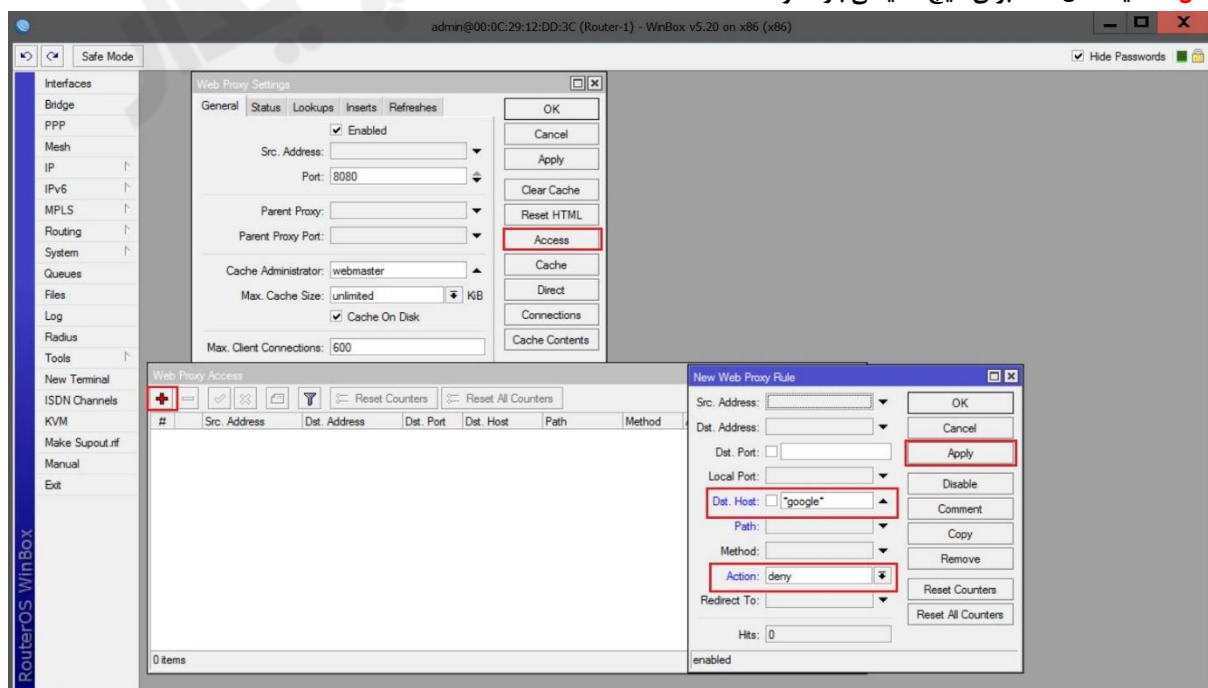 admin@00:0C:29:12:DD:3C (Router-1) - WinBox v5.20 on x86 (x86)
Safe Mode
Hide Passwords
Interfaces
Bridge
PPP
Mesh
IP
IPv6
MPLS
Routing
System
Queues
Files
Log
Radius
Tools
New Terminal
ISDN Channels
KVM
Make Supout.rif
Manual
Exit
RouterOS WinBox
Web Proxy Settings
General Status Lookups Inserts Refreshes
Enabled
Src. Address:
Port: 8080
Parent Proxy:
Parent Proxy Port:
Cache Administrator: webmaster
Max. Cache Size: unlimited KiB
Cache On Disk
Max. Client Connections: 600
OK
Cancel
Apply
Clear Cache
Reset HTML
Access
Cache
Direct
Connections
Cache Contents
Web Proxy Access
Reset Counters Reset All Counters
# Src. Address Dst. Address Dst. Port Dst. Host Path Method
0 items
New Web Proxy Rule
Src. Address:
Dst. Address:
Dst. Port:
Local Port:
Dst. Host: *google*
Path:
Method:
Action: deny
Redirect To:
Hits: 0
enabled
OK
Cancel
Apply
Disable
Comment
Copy
Remove
Reset Counters
Reset All Counters